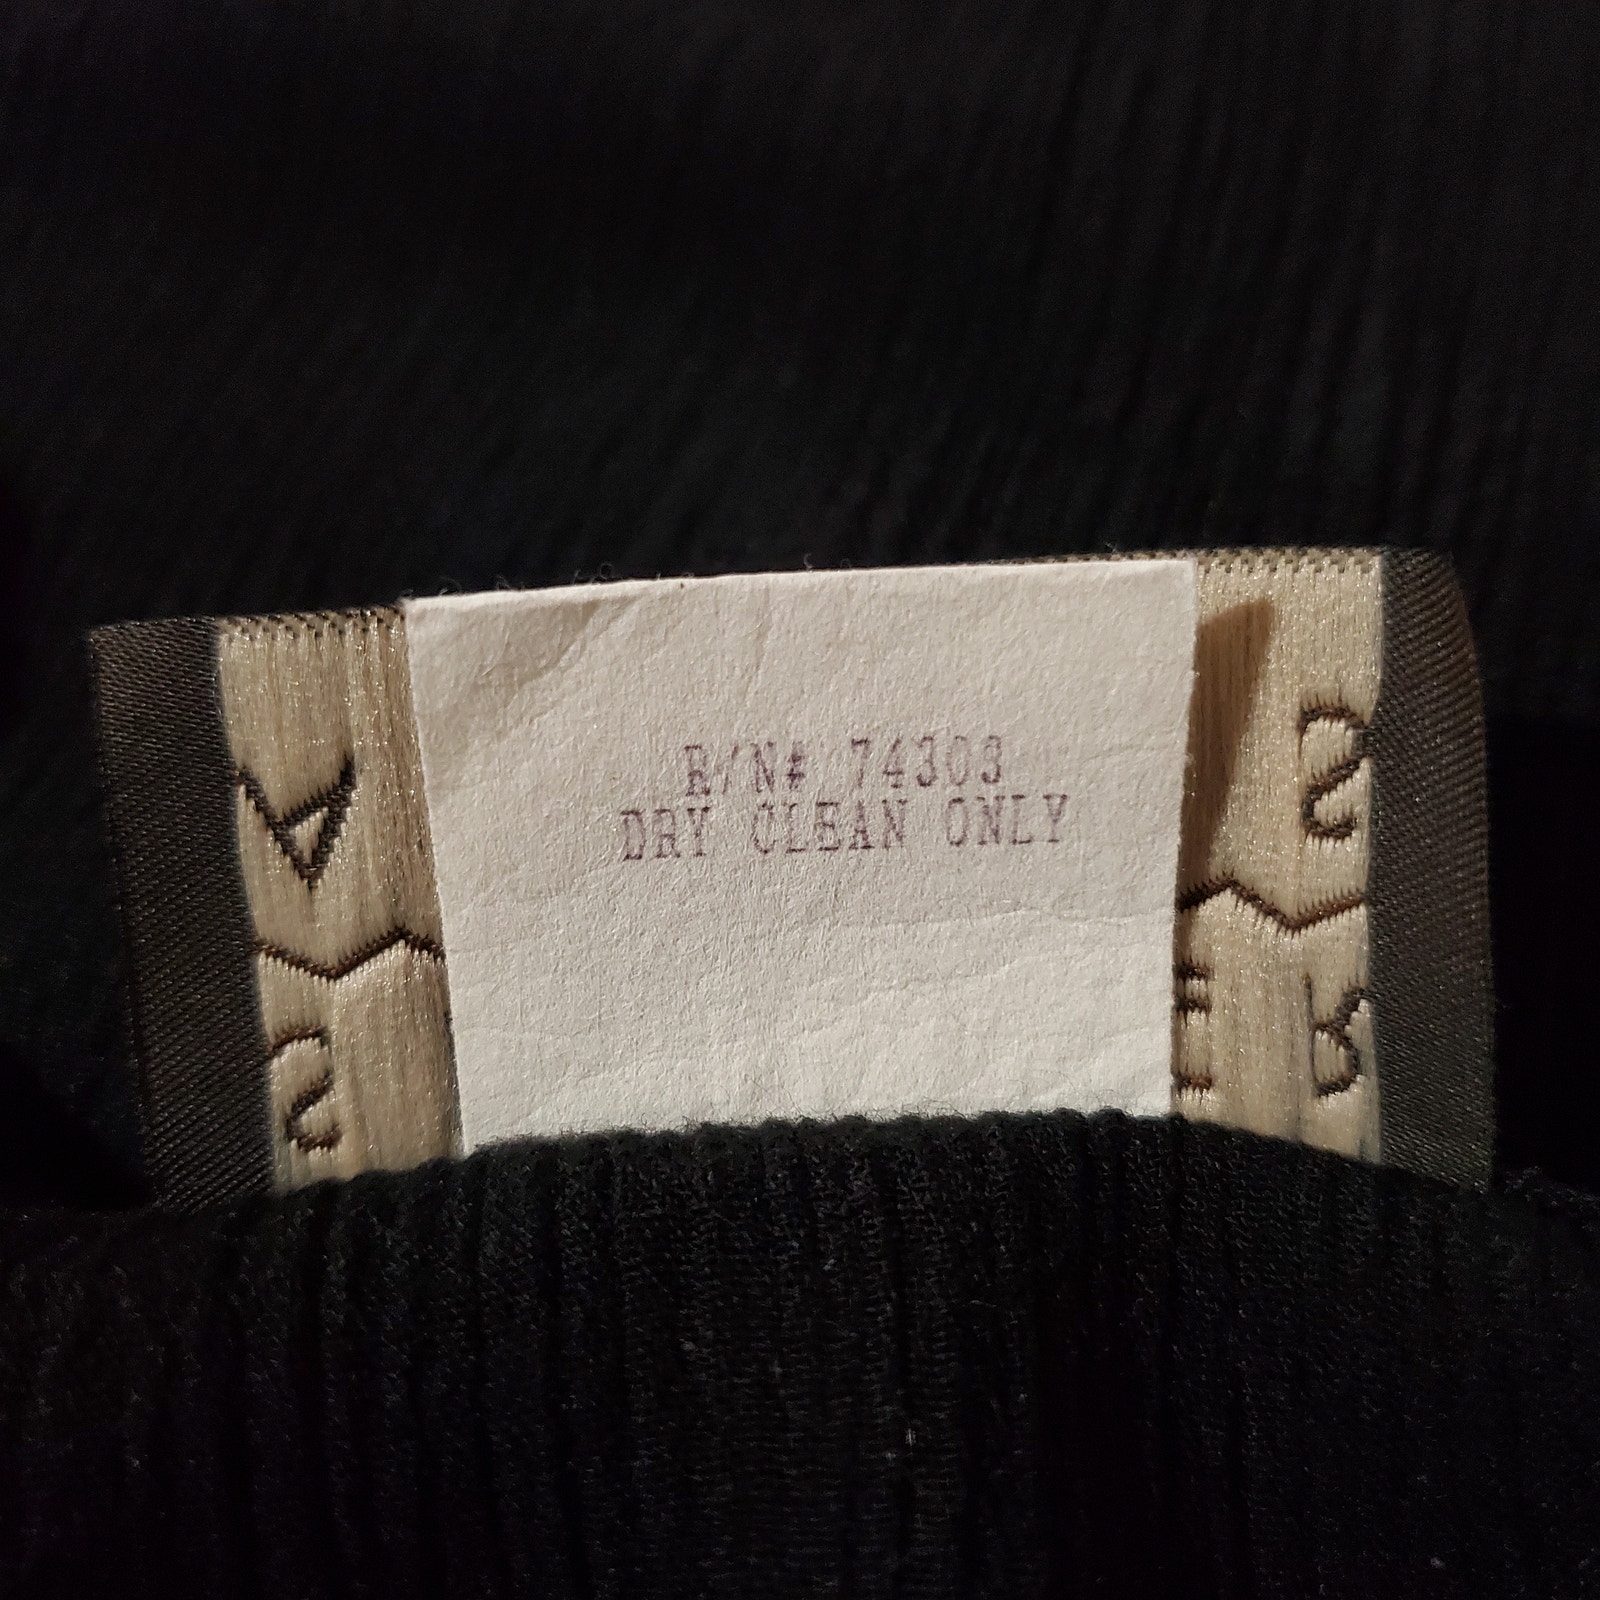 R/N# 74303
DRY CLEAN ONLY